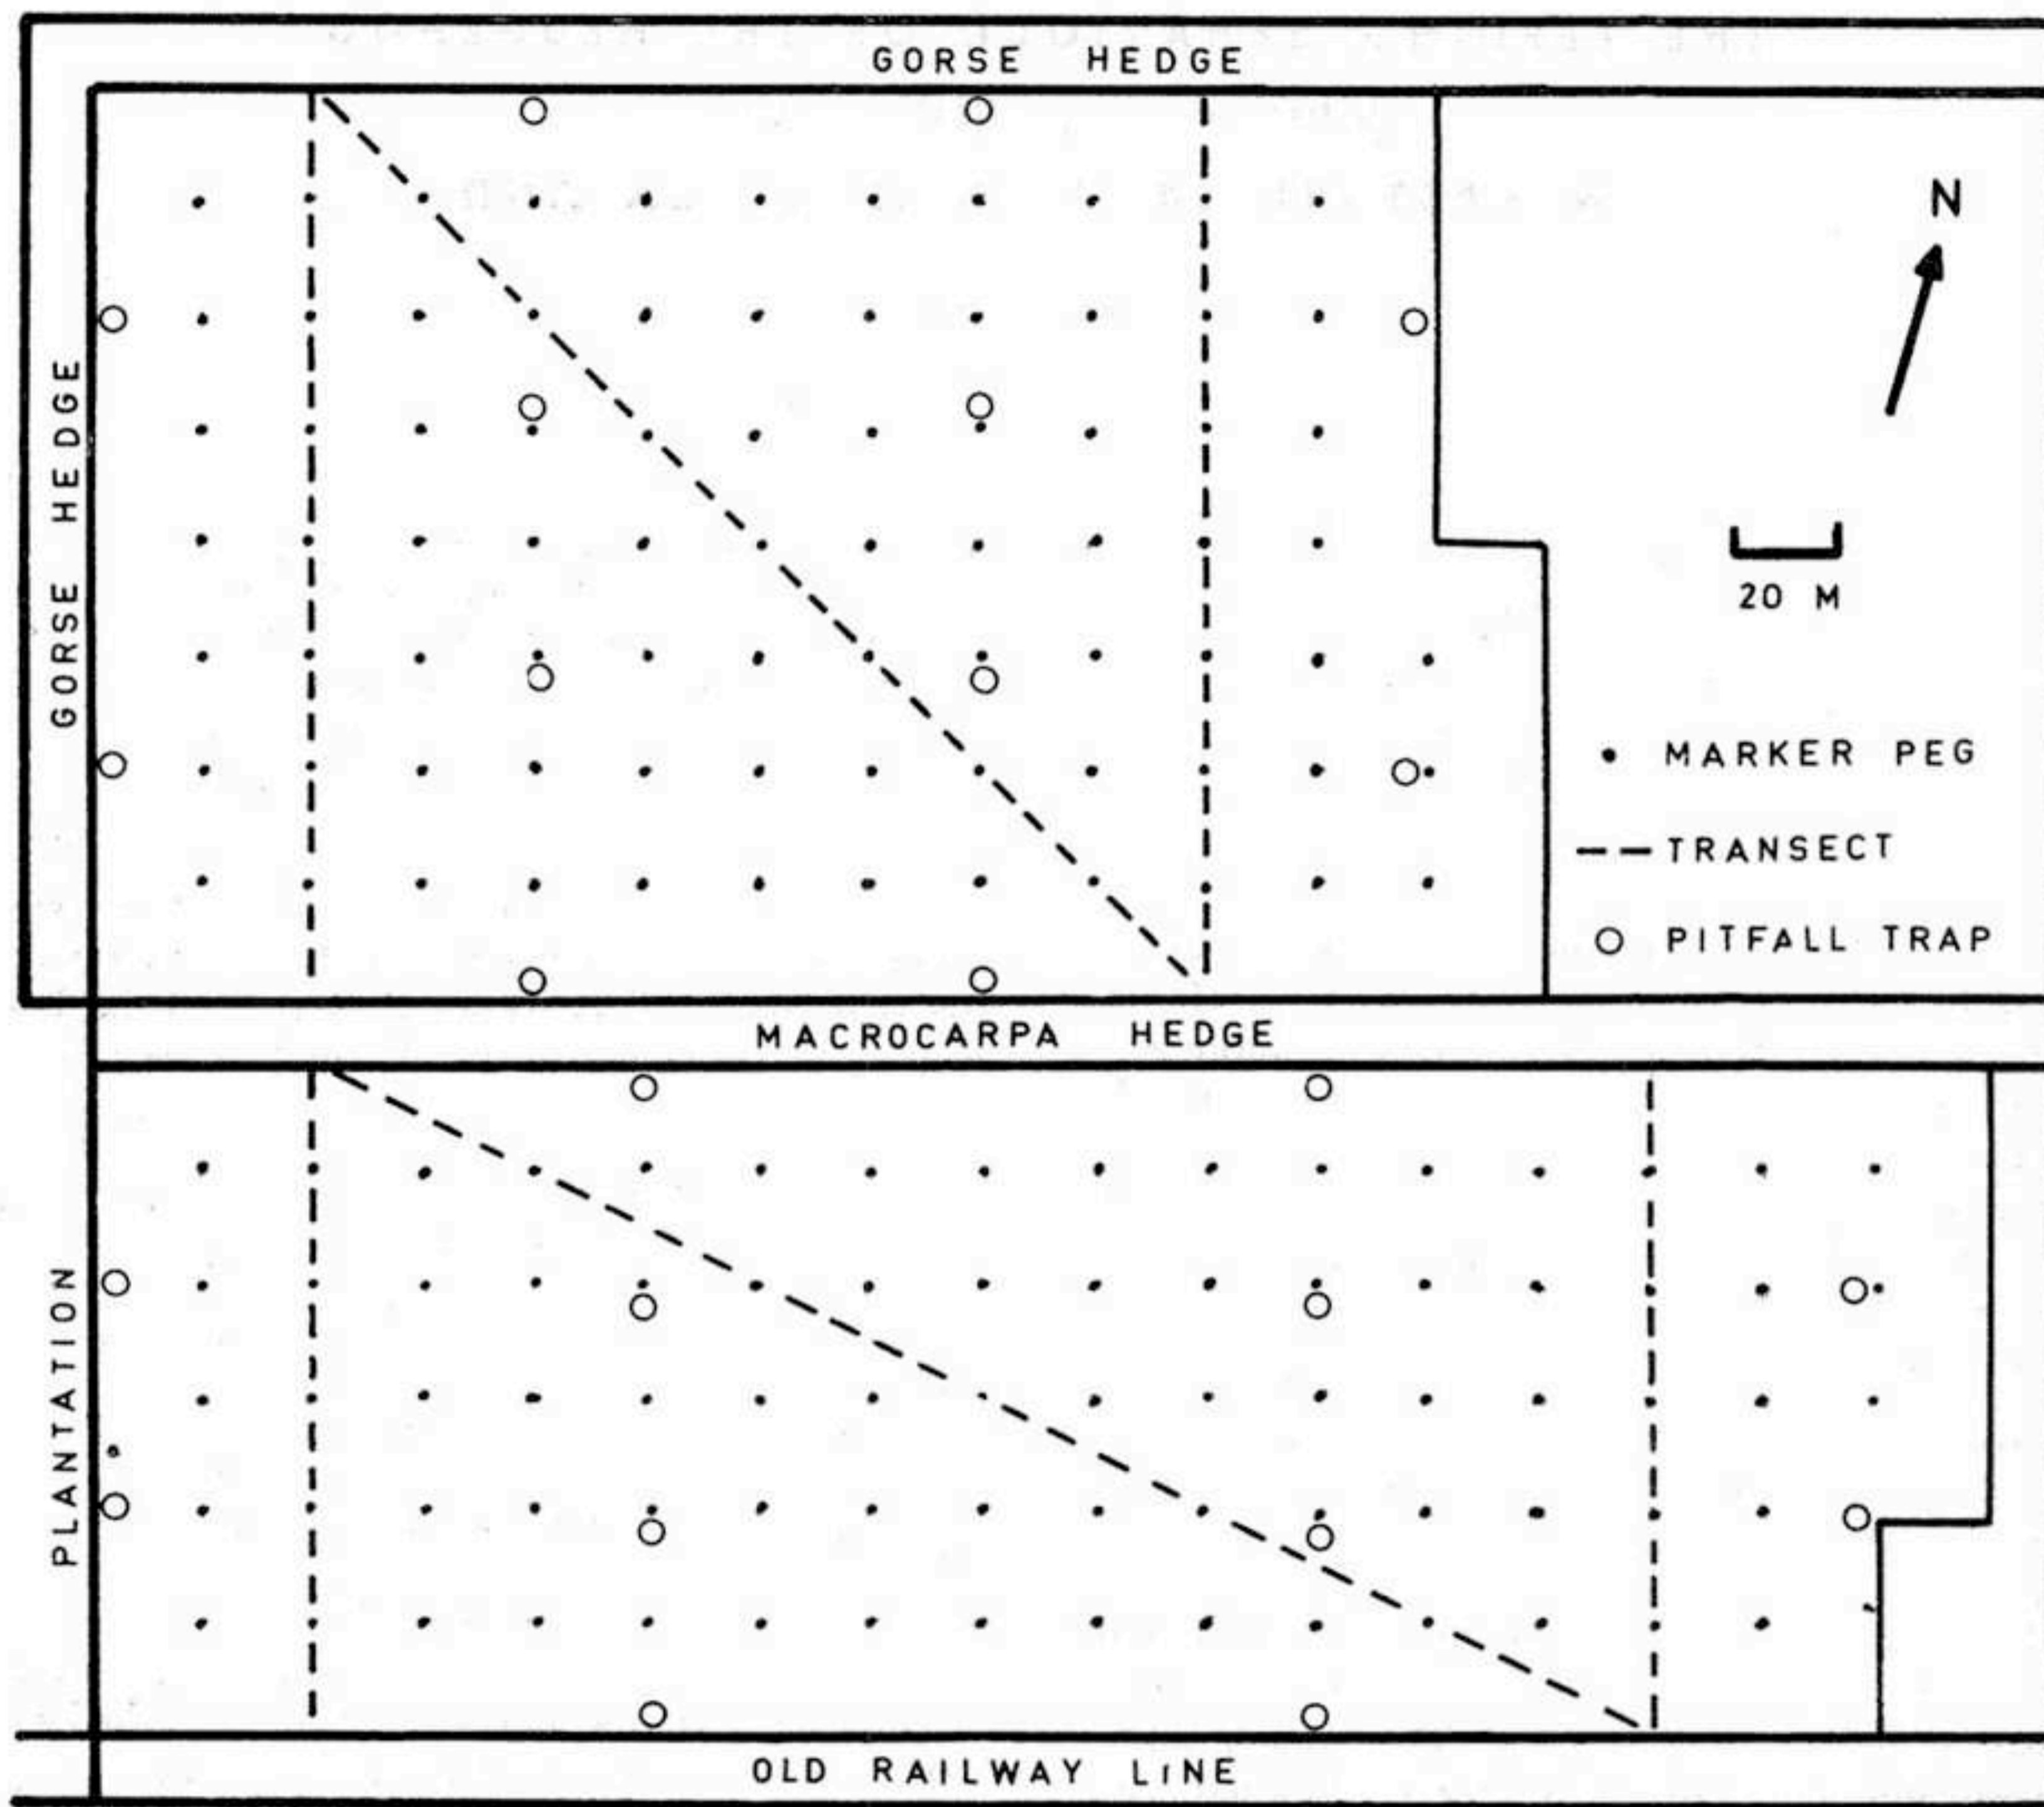 GORSE HEDGE
N
GORSE HEDGE
20 M
MARKER PEG
TRANSECT
PITFALL TRAP
MACROCARPA HEDGE
PLANTATION
OLD RAILWAY LINE